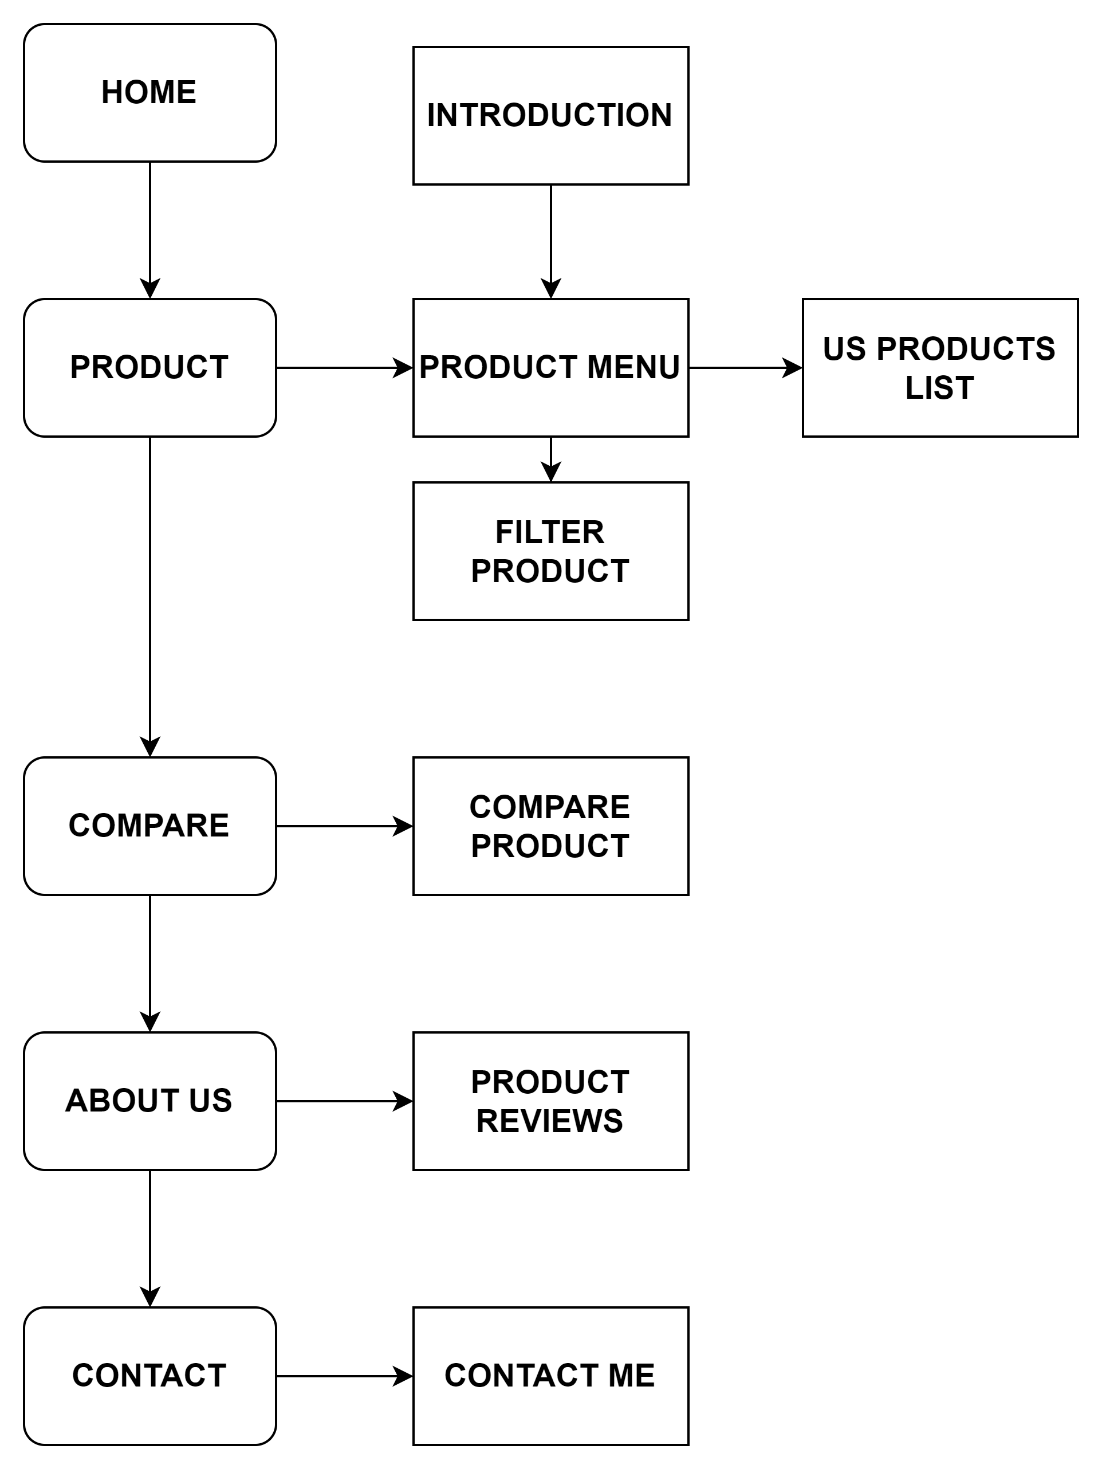 HOME
INTRODUCTION
PRODUCT
PRODUCT MENU
US PRODUCTS
LIST
FILTER
PRODUCT
COMPARE
COMPARE
PRODUCT
ABOUT US
PRODUCT
REVIEWS
CONTACT
CONTACT ME